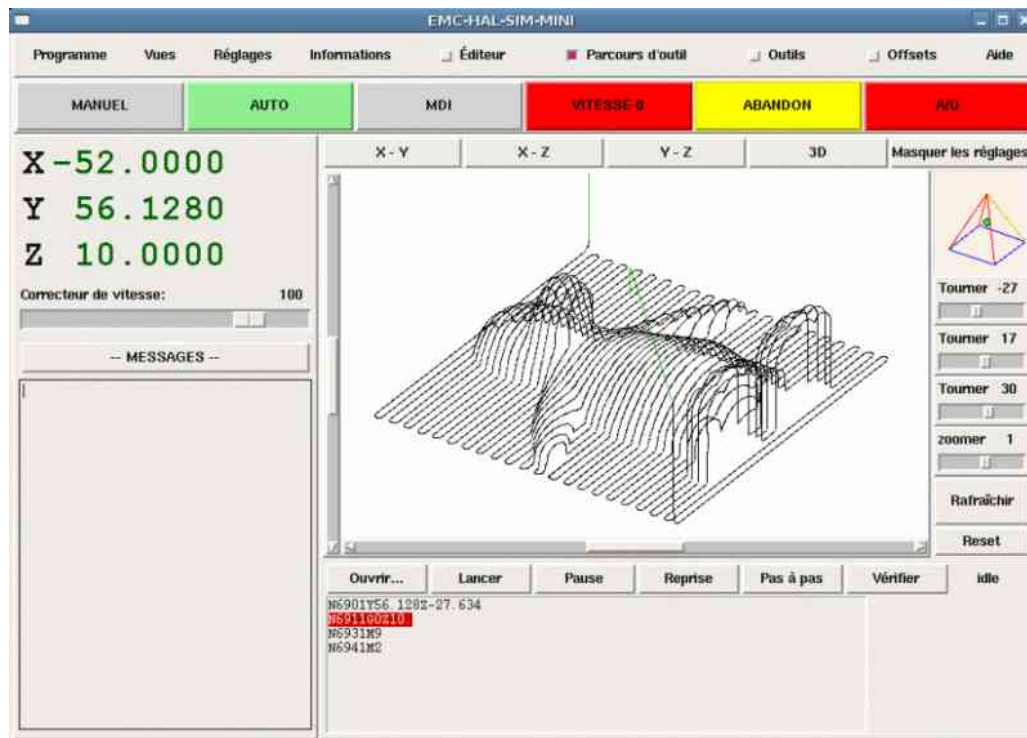 EMC-HAL-SIM-MINI
Programme Vues Réglages Informations Éditeur Parcours d'outil Outils Offsets Aide
MANUEL AUTO MDI VITESSE-0 ABANDON A/U
X-52.0000
Y 56.1280
Z 10.0000
Correcteur de vitesse: 100
-- MESSAGES --
X - Y X - Z Y - Z 3D Masquer les réglages
Tourner -27
Tourner 17
Tourner 30
zoomer 1
Rafraîchir
Reset
Ouvrir... Lancer Pause Reprise Pas à pas Vérifier idle
N6901Y56.128Z-27.634
N6911G0Z10.
N6931M9
N6941M2